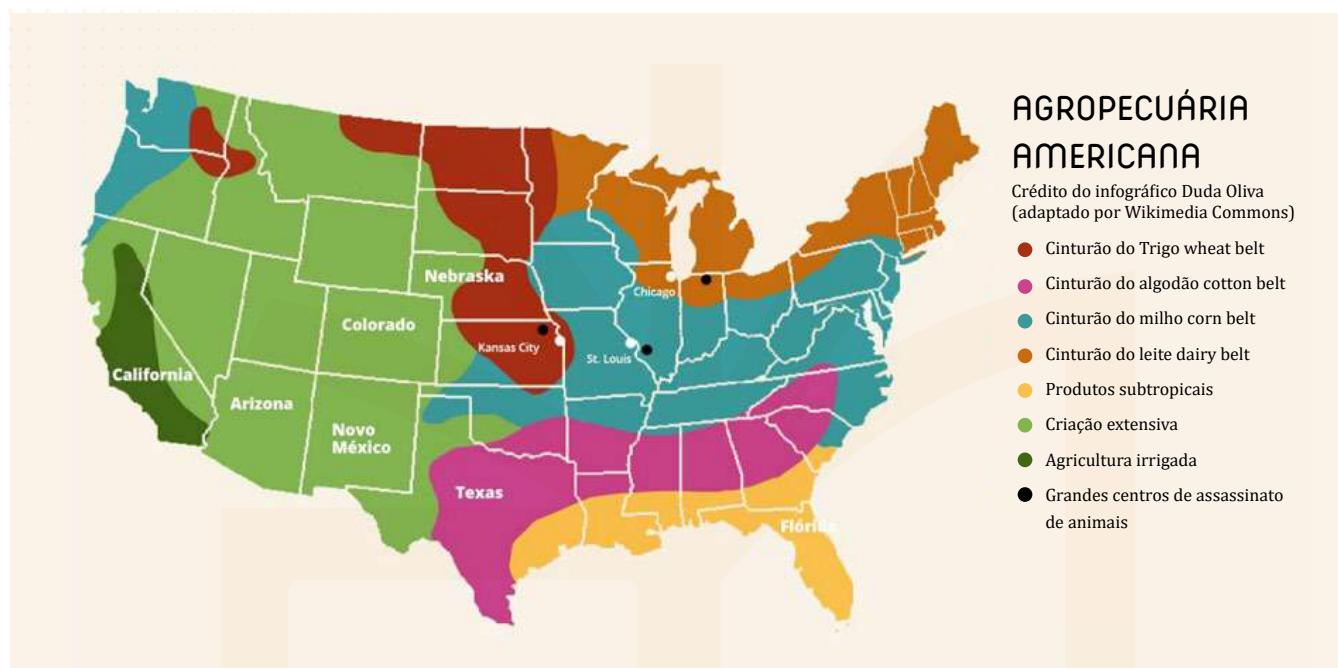 AGROPECUÁRIA
AMERICANA
Crédito do infográfico Duda Oliva
(adaptado por Wikimedia Commons)
Cinturão do Trigo wheat belt
Cinturão do algodão cotton belt
Cinturão do milho corn belt
Cinturão do leite dairy belt
Produtos subtropicais
Criação extensiva
Agricultura irrigada
Grandes centros de assassinato
de animais
Nebraska
Chicago
Colorado
Kansas City
St. Louis
California
Arizona
Novo
México
Texas
Flórida